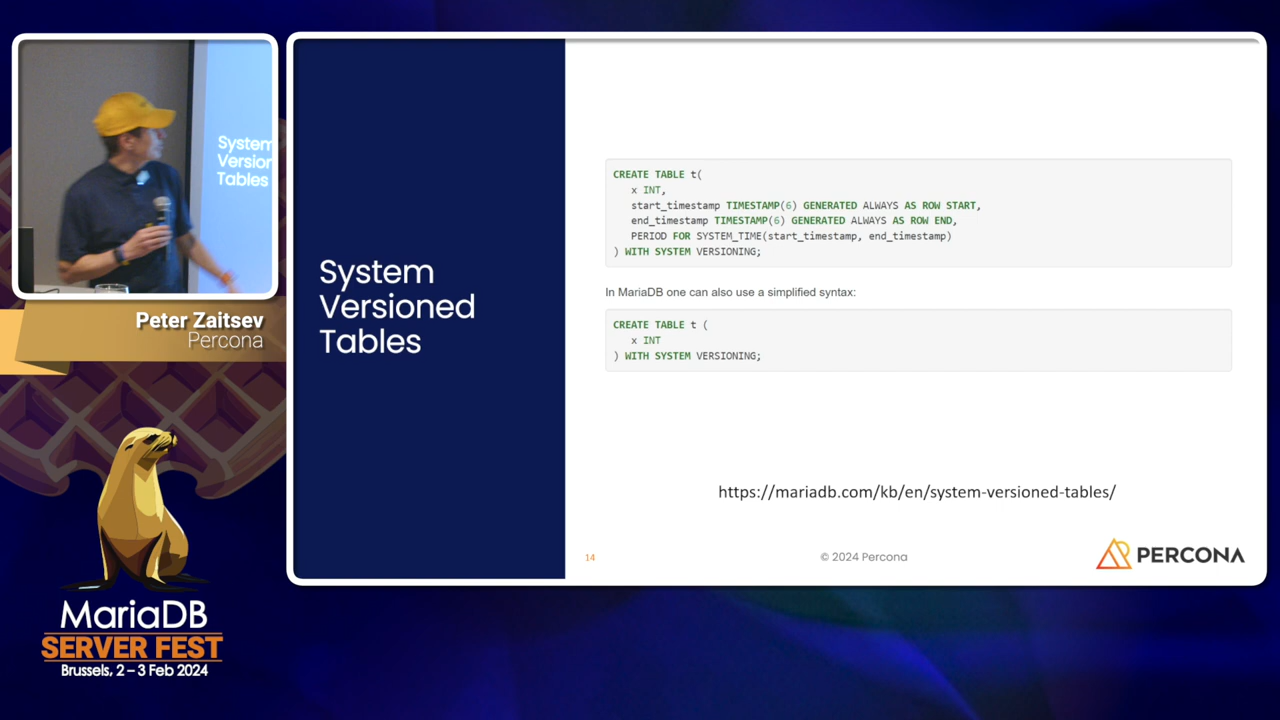 System
Version
Tables
Peter Zaitsev
Percona
MariaDB
SERVER FEST
Brussels, 2 – 3 Feb 2024
System
Versioned
Tables
CREATE TABLE t(
x INT,
start_timestamp TIMESTAMP(6) GENERATED ALWAYS AS ROW START,
end_timestamp TIMESTAMP(6) GENERATED ALWAYS AS ROW END,
PERIOD FOR SYSTEM_TIME(start_timestamp, end_timestamp)
) WITH SYSTEM VERSIONING;
In MariaDB one can also use a simplified syntax:
CREATE TABLE t (
x INT
) WITH SYSTEM VERSIONING;
https://mariadb.com/kb/en/system-versioned-tables/
14
© 2024 Percona
PERCONA